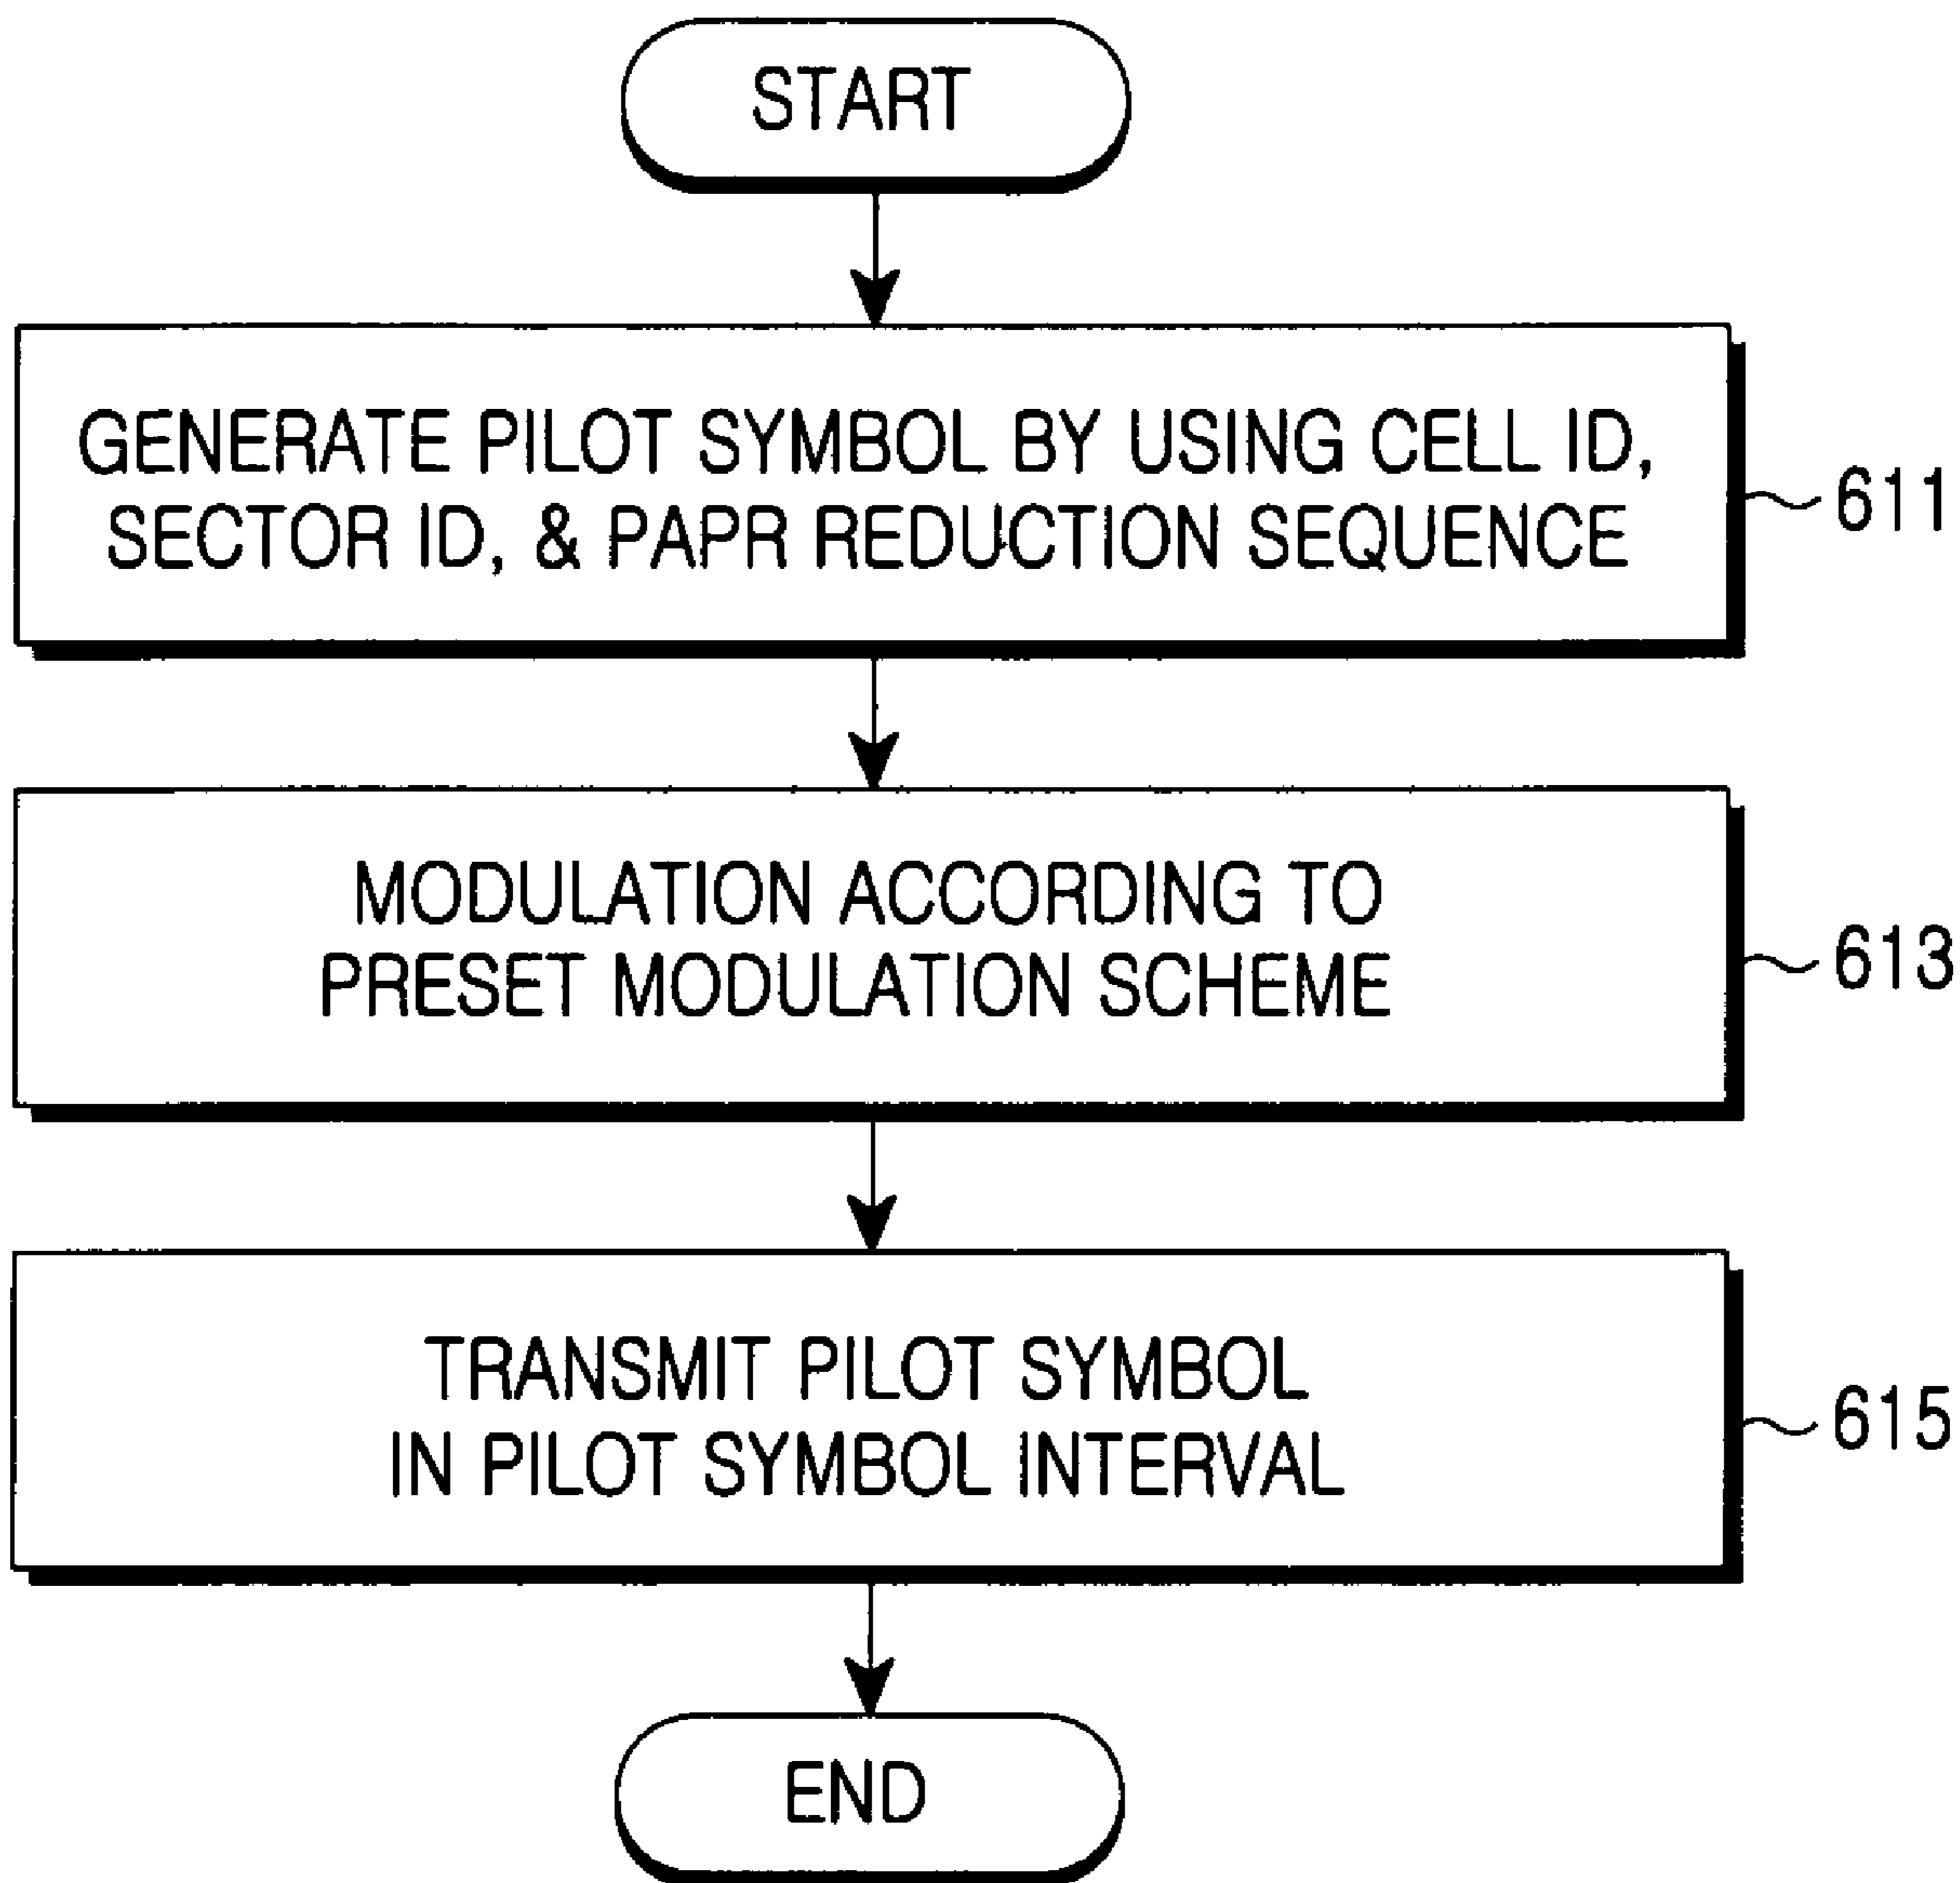 START
GENERATE PILOT SYMBOL BY USING CELL ID,
SECTOR ID, & PAPR REDUCTION SEQUENCE
611
MODULATION ACCORDING TO
PRESET MODULATION SCHEME
613
TRANSMIT PILOT SYMBOL
IN PILOT SYMBOL INTERVAL
615
END